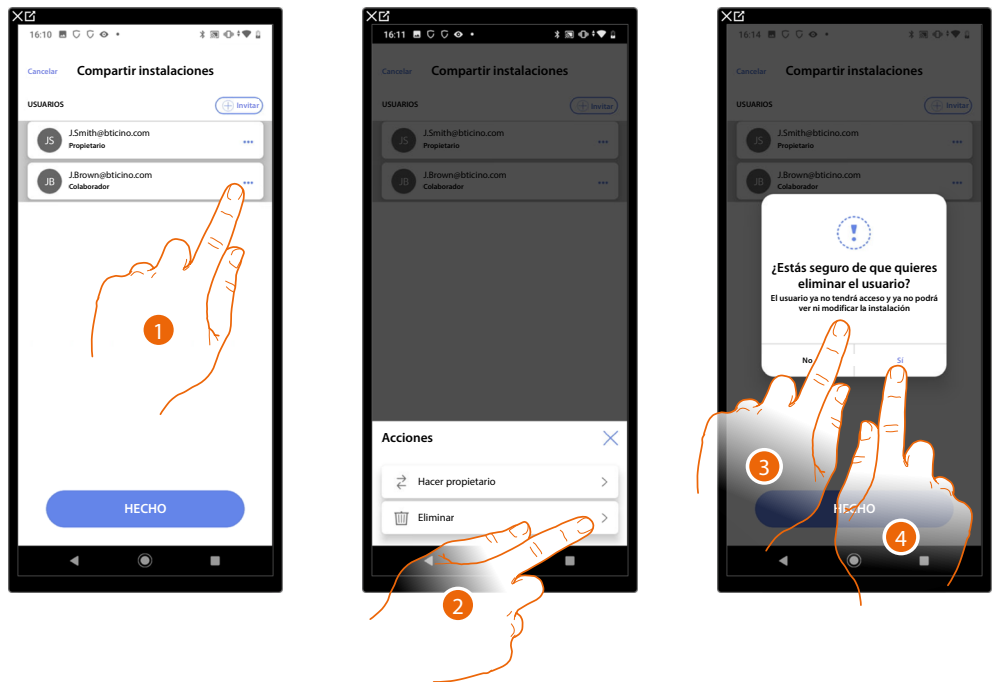 16:10
Cancelar Compartir instalaciones
USUARIOS Invitar
JS J.Smith@bticino.com
Propietario
JB J.Brown@bticino.com
Colaborador
1
HECHO
16:11
Cancelar Compartir instalaciones
USUARIOS Invitar
JS J.Smith@bticino.com
Propietario
JB J.Brown@bticino.com
Colaborador
Acciones
Hacer propietario
Eliminar
2
16:14
Cancelar Compartir instalaciones
USUARIOS Invitar
JS J.Smith@bticino.com
Propietario
JB J.Brown@bticino.com
Colaborador
¿Estás seguro de que quieres
eliminar el usuario?
El usuario ya no tendrá acceso y ya no podrá
ver ni modificar la instalación
No Sí
3
HECHO
4